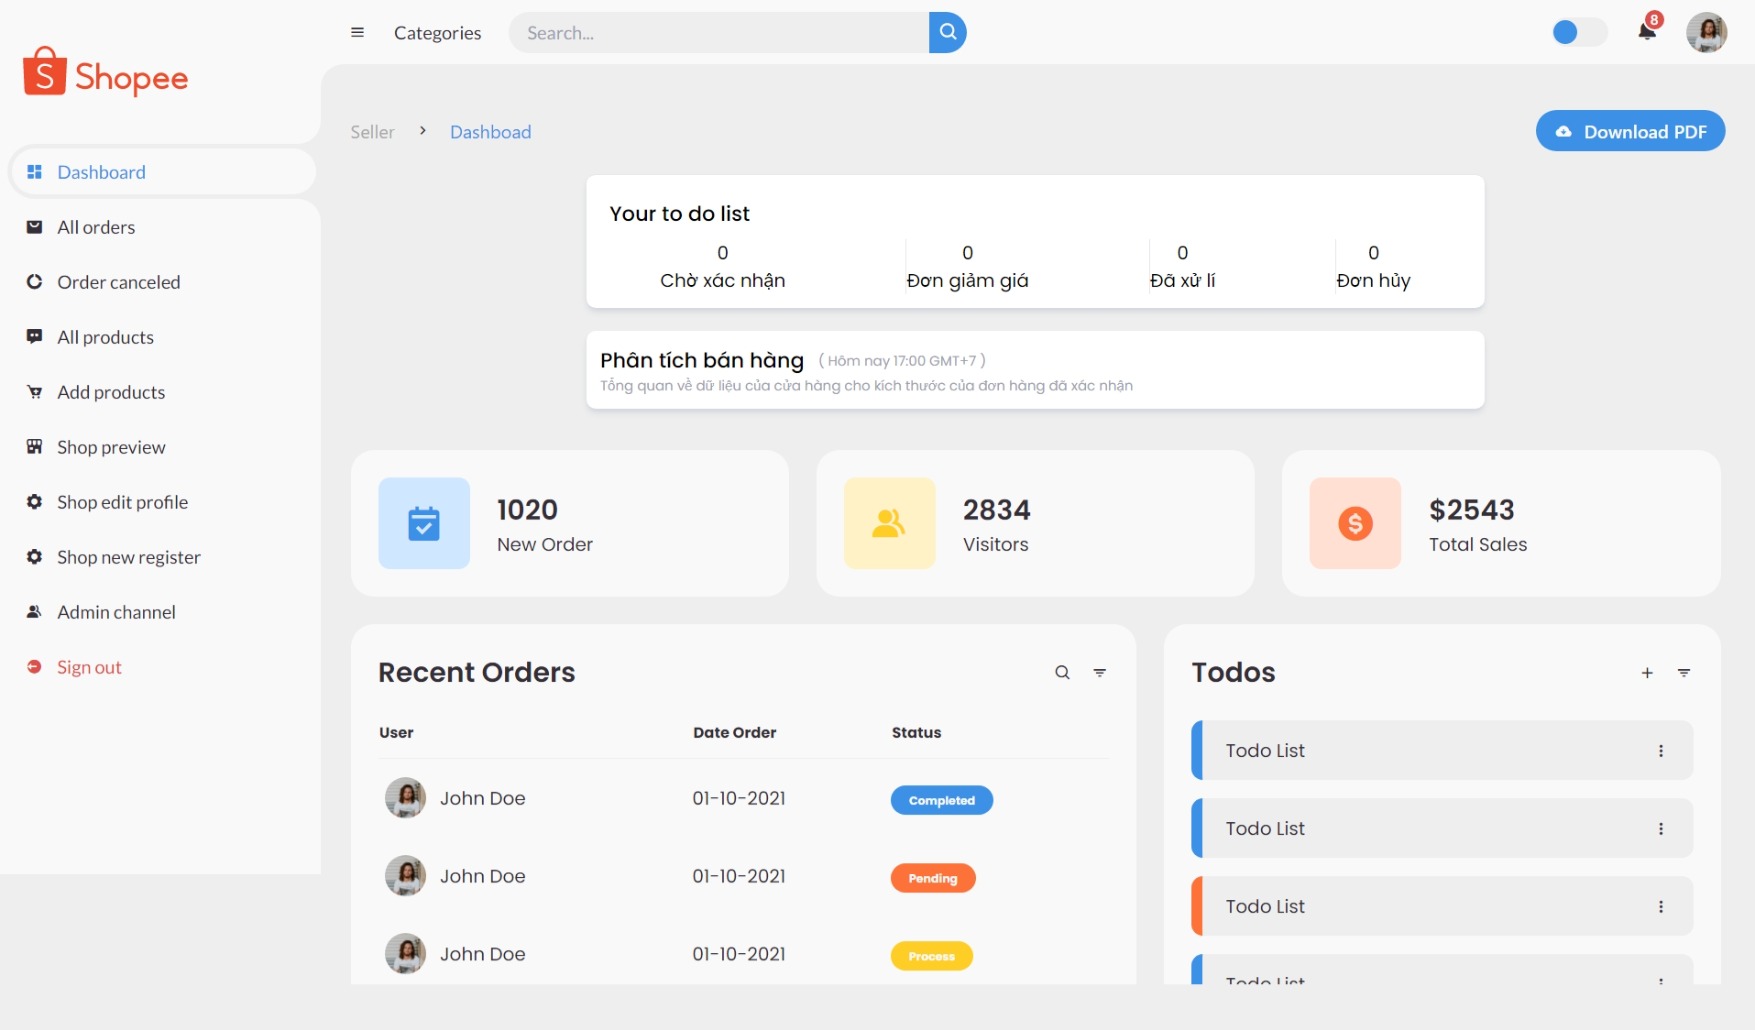 Categories
Search...
8
S Shopee
Seller > Dashboad
Download PDF
Dashboard
All orders
Order canceled
All products
Add products
Shop preview
Shop edit profile
Shop new register
Admin channel
Sign out
Your to do list
0 0 0 0
Chờ xác nhận Đơn giảm giá Đã xử lí Đơn hủy
Phân tích bán hàng ( Hôm nay 17:00 GMT+7 )
Tổng quan về dữ liệu của cửa hàng cho kích thước của đơn hàng đã xác nhận
1020
New Order
2834
Visitors
$2543
Total Sales
Recent Orders
User Date Order Status
John Doe 01-10-2021 Completed
John Doe 01-10-2021 Pending
John Doe 01-10-2021 Process
Todos
Todo List
Todo List
Todo List
Todo List